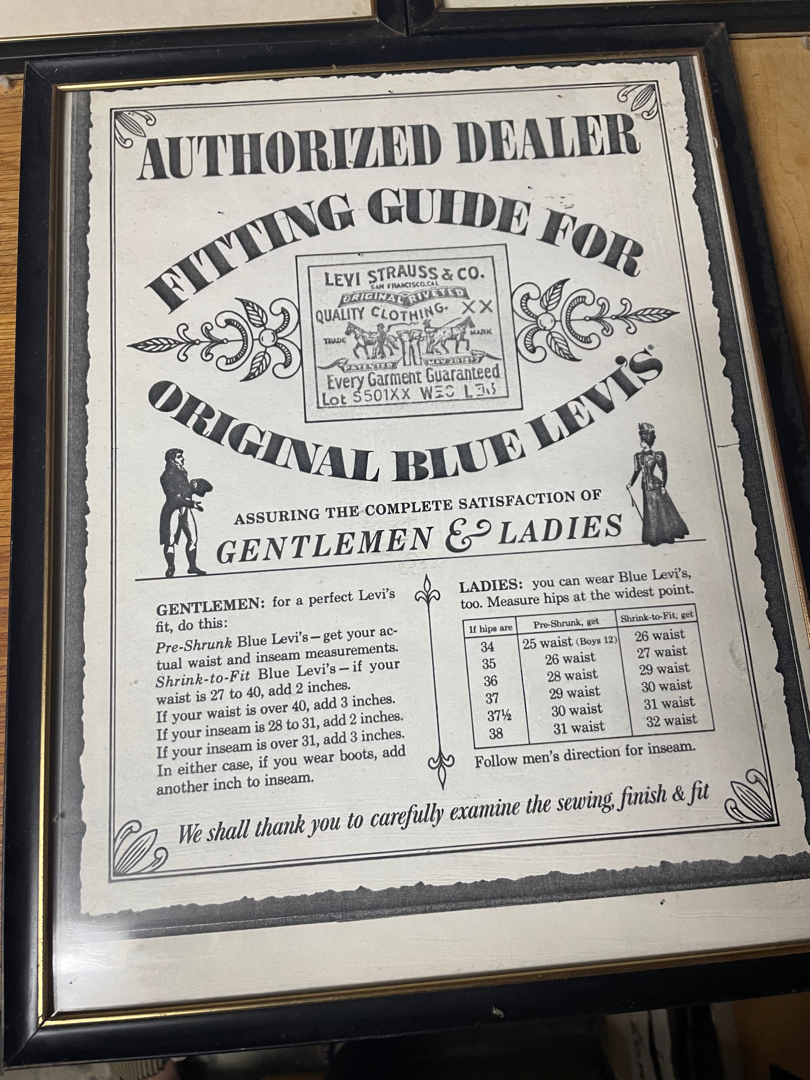 AUTHORIZED DEALER
FITTING GUIDE FOR
LEVI STRAUSS & CO.
SAN FRANCISCO, CAL
ORIGINAL RIVETED
QUALITY CLOTHING. XX
TRADE MARK
PATENTED
Every Garment Guaranteed
Lot S501XX
ORIGINAL BLUE LEVI'S®
ASSURING THE COMPLETE SATISFACTION OF
GENTLEMEN & LADIES
GENTLEMEN: for a perfect Levi's
fit, do this:
Pre-Shrunk Blue Levi's—get your ac-
tual waist and inseam measurements.
Shrink-to-Fit Blue Levi's—if your
waist is 27 to 40, add 2 inches.
If your waist is over 40, add 3 inches.
If your inseam is 28 to 31, add 2 inches.
If your inseam is over 31, add 3 inches.
In either case, if you wear boots, add
another inch to inseam.
LADIES: you can wear Blue Levi's,
too. Measure hips at the widest point.
If hips are Pre-Shrunk, get Shrink-to-Fit, get
34 25 waist (Boys 12) 26 waist
35 26 waist 27 waist
36 28 waist 29 waist
37 29 waist 30 waist
37½ 30 waist 31 waist
38 31 waist 32 waist
Follow men's direction for inseam.
We shall thank you to carefully examine the sewing, finish & fit